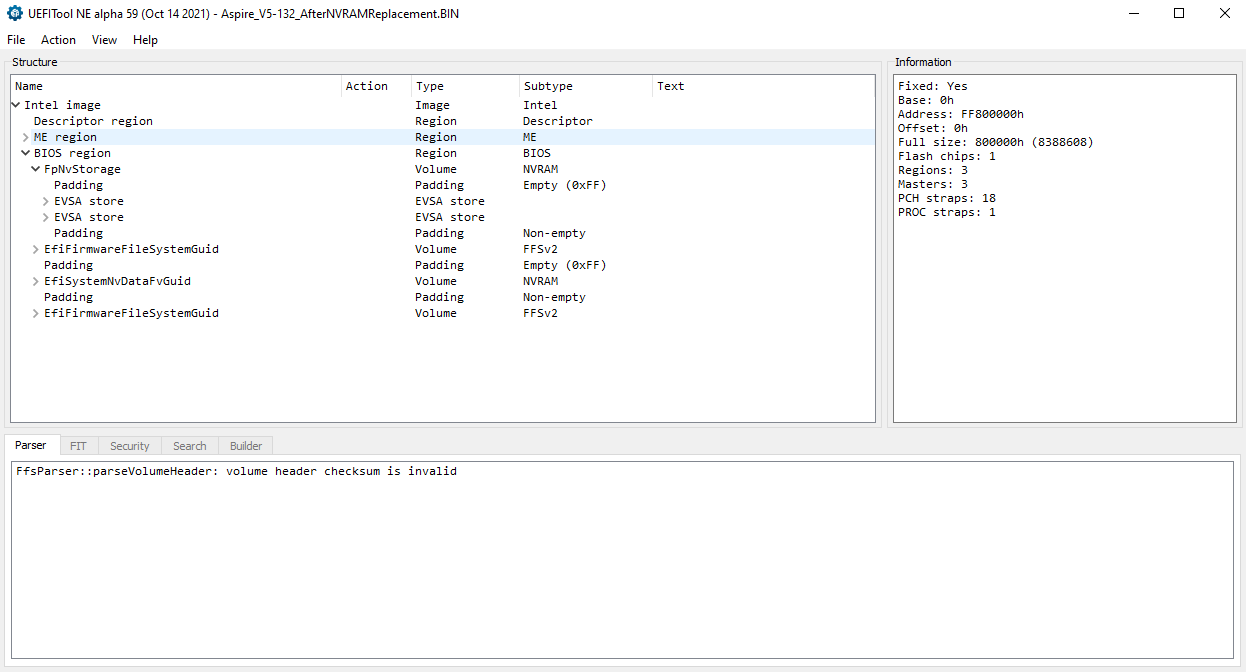 UEFITool NE alpha 59 (Oct 14 2021) - Aspire_V5-132_AfterNVRAMReplacement.BIN
File Action View Help
Structure
Name Action Type Subtype Text
Intel image Image Intel
Descriptor region Region Descriptor
ME region Region ME
BIOS region Region BIOS
FpNvStorage Volume NVRAM
Padding Padding Empty (0xFF)
EVSA store EVSA store
EVSA store EVSA store
Padding Padding Non-empty
EfiFirmwareFileSystemGuid Volume FFSv2
Padding Padding Empty (0xFF)
EfiSystemNvDataFvGuid Volume NVRAM
Padding Padding Non-empty
EfiFirmwareFileSystemGuid Volume FFSv2
Information
Fixed: Yes
Base: 0h
Address: FF800000h
Offset: 0h
Full size: 800000h (8388608)
Flash chips: 1
Regions: 3
Masters: 3
PCH straps: 18
PROC straps: 1
Parser FIT Security Search Builder
FfsParser::parseVolumeHeader: volume header checksum is invalid